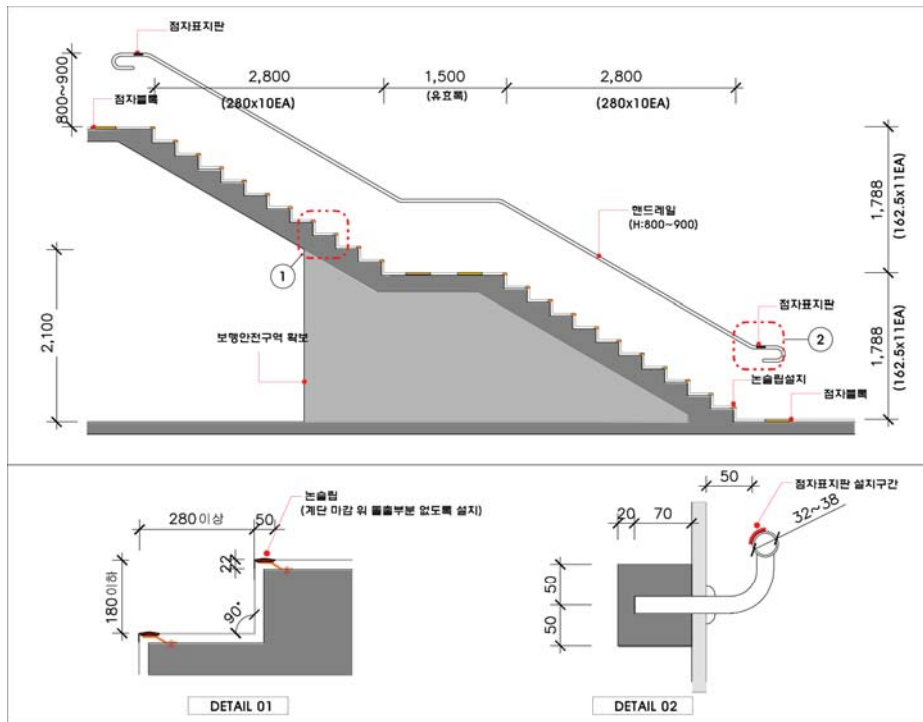 점자표지판
2,800
1,500
2,800
(280x10EA)
(유효폭)
(280x10EA)
800~900
점자블록
핸드레일
(H:800~900)
1,788
(162.5x11EA)
1
2,100
보행안전구역 확보
점자표지판
2
1,788
(162.5x11EA)
논슬립설치
점자블록
논슬립
(계단 마감 위 돌출부분 없도록 설치)
280이상
50
22
180이하
90°
DETAIL 01
50
점자표지판 설치구간
32~38
20
70
50
50
DETAIL 02